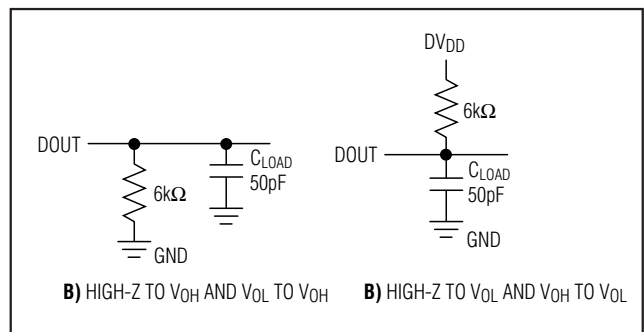 DOUT
6kΩ
C_LOAD
50pF
GND
B) HIGH-Z TO V_OH AND V_OL TO V_OH
DV_DD
6kΩ
DOUT
C_LOAD
50pF
GND
B) HIGH-Z TO V_OL AND V_OH TO V_OL